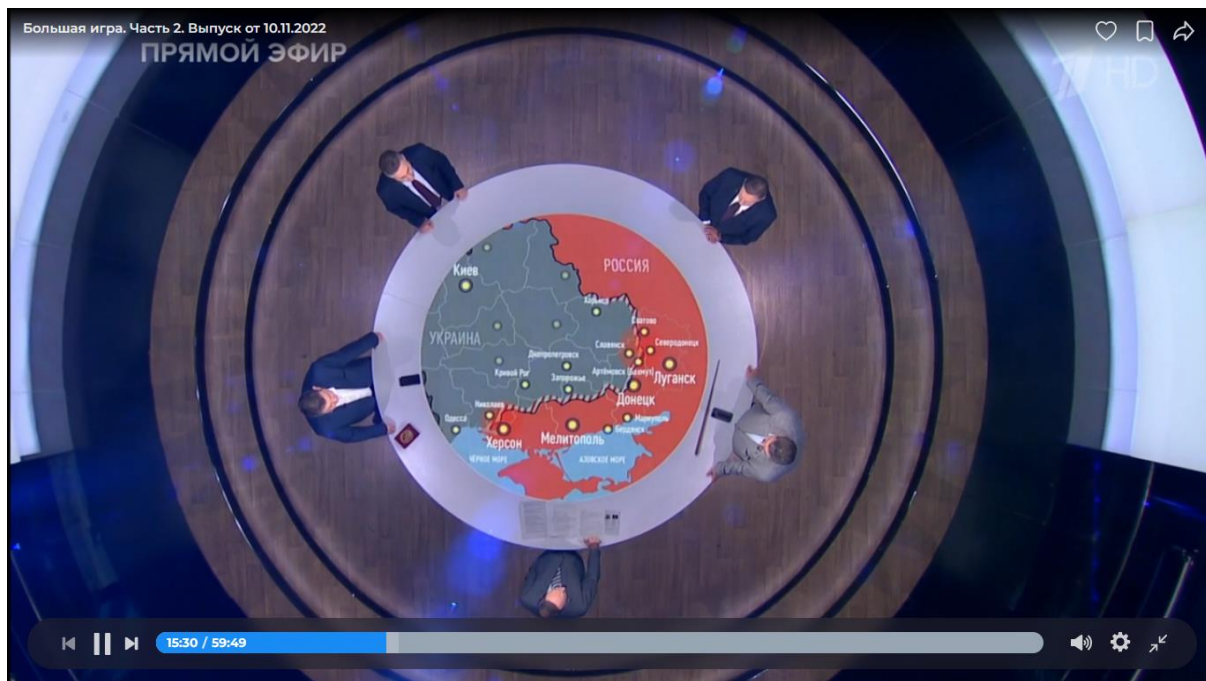 Большая игра. Часть 2. Выпуск от 10.11.2022
ПРЯМОЙ ЭФИР
HD
РОССИЯ
Киев
Харьков
УКРАИНА
Сватово
Славянск
Северодонецк
Днепропетровск
Кривой Рог
Запорожье
Артёмовск (Бахмут)
Луганск
Донецк
Николаев
Одесса
Мариуполь
Бердянск
Херсон
Мелитополь
ЧЁРНОЕ МОРЕ
АЗОВСКОЕ МОРЕ
15:30 / 59:49